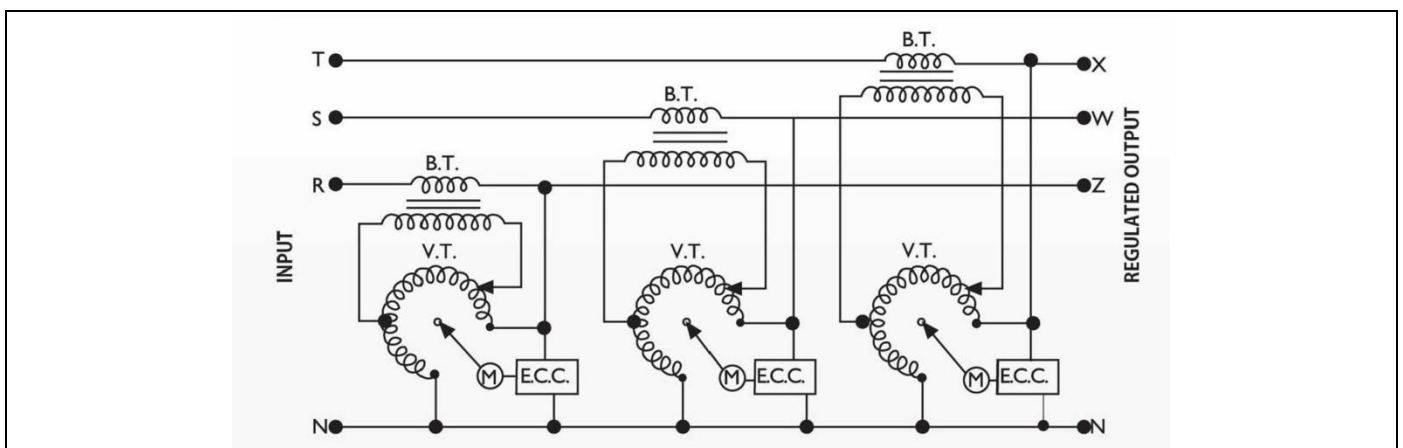 B.T.
T
X
B.T.
S
W
B.T.
R
Z
INPUT
REGULATED OUTPUT
V.T.
V.T.
V.T.
M
E.C.C.
M
E.C.C.
M
E.C.C.
N
N